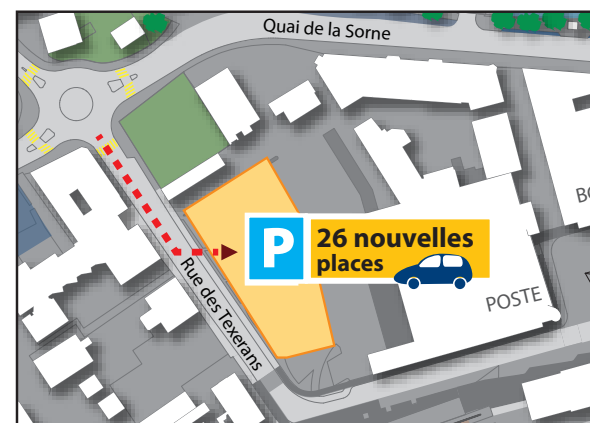 Quai de la Sorne
P
26 nouvelles
places
Rue des Texerans
POSTE